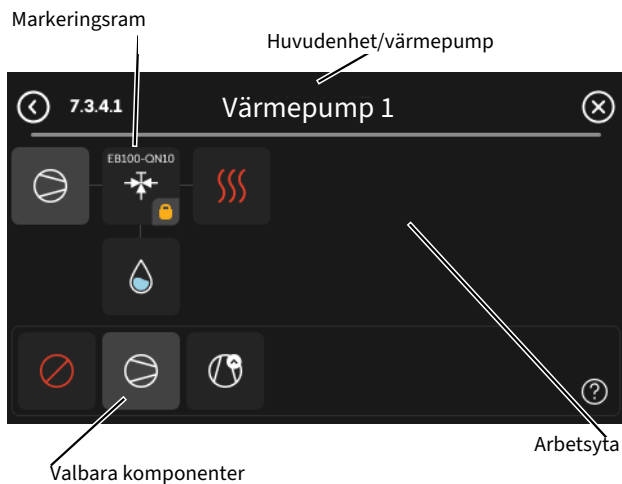 Markeringsram
Huvudenhet/värmepump
7.3.4.1
Värmepump 1
EB100-QN10
?
Arbetsyta
Valbara komponenter